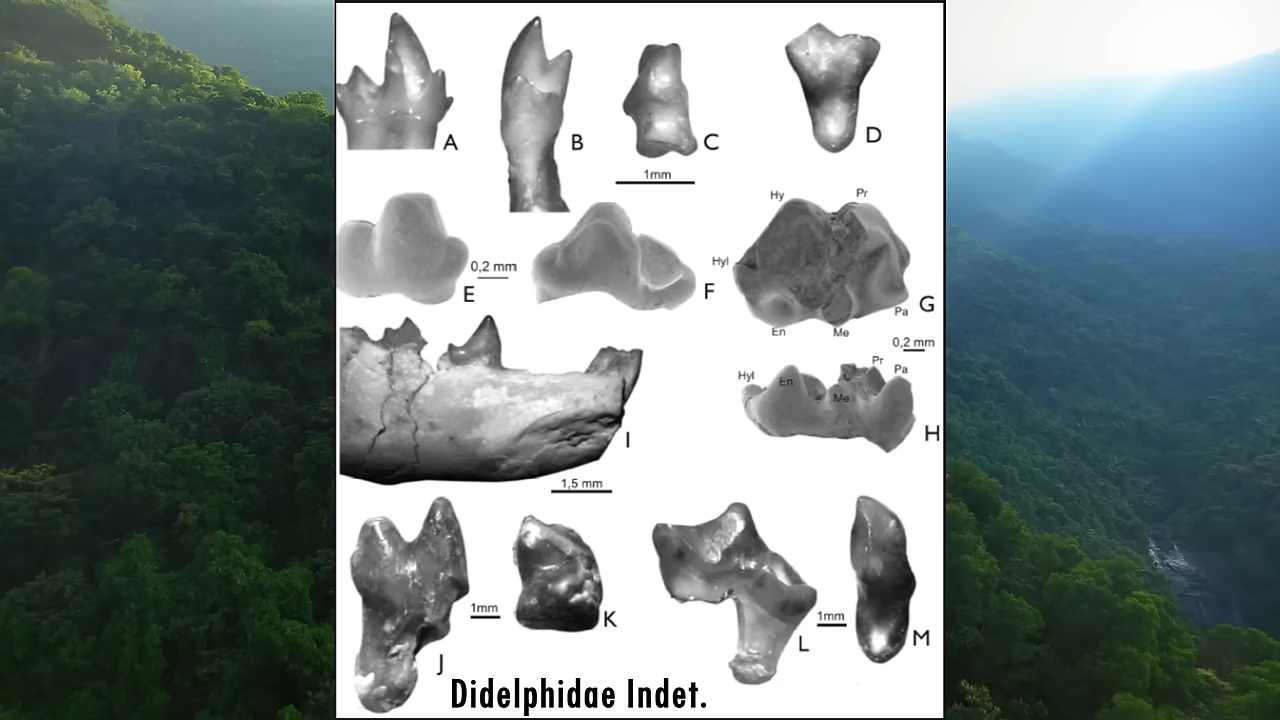 A
B
C
D
1mm
Hy
Pr
Hyl
0,2 mm
E
F
G
Pa
En
Me
0,2 mm
Hyl
En
Pr
Pa
Me
H
I
1,5 mm
1mm
J
K
1mm
L
M
Didelphidae Indet.